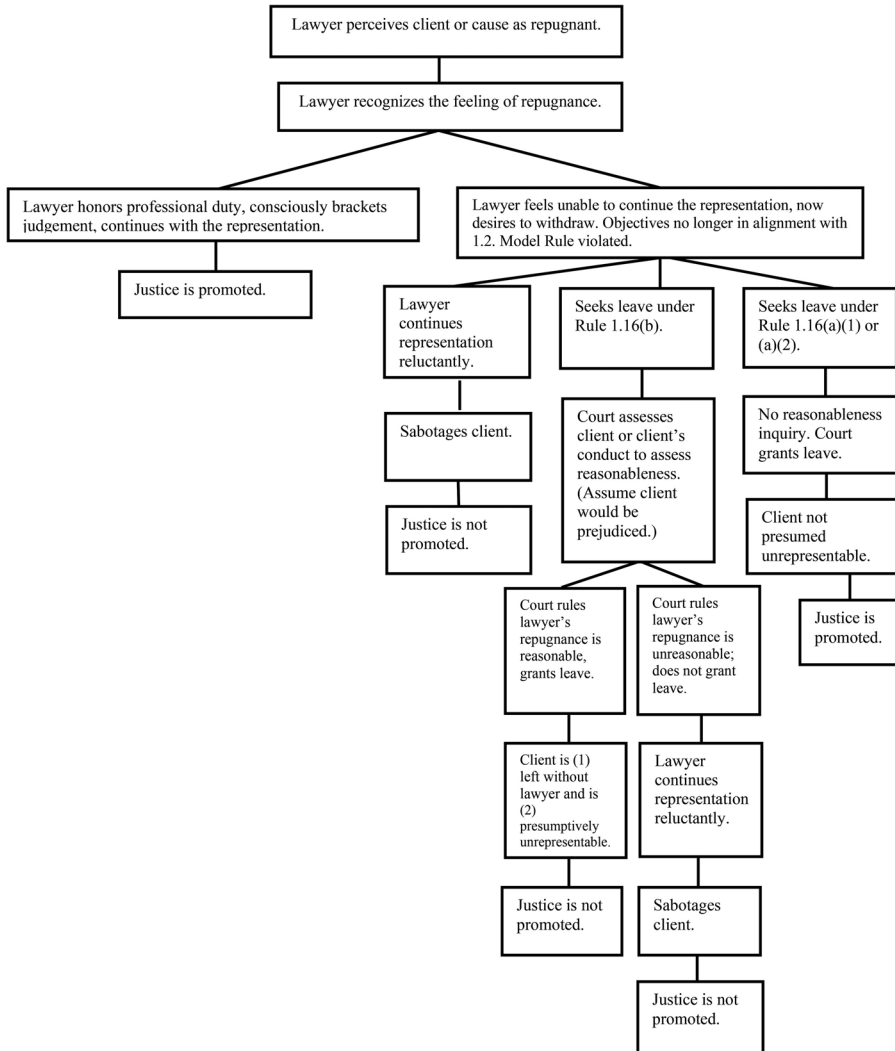 Lawyer perceives client or cause as repugnant.
Lawyer recognizes the feeling of repugnance.
Lawyer honors professional duty, consciously brackets
judgement, continues with the representation.
Justice is promoted.
Lawyer feels unable to continue the representation, now
desires to withdraw. Objectives no longer in alignment with
1.2. Model Rule violated.
Lawyer
continues
representation
reluctantly.
Sabotages client.
Justice is not
promoted.
Seeks leave under
Rule 1.16(b).
Court assesses
client or client’s
conduct to assess
reasonableness.
(Assume client
would be
prejudiced.)
Court rules
lawyer’s
repugnance is
reasonable,
grants leave.
Client is (1)
left without
lawyer and is
(2)
presumptively
unrepresentable.
Justice is not
promoted.
Court rules
lawyer’s
repugnance is
unreasonable;
does not grant
leave.
Lawyer
continues
representation
reluctantly.
Sabotages
client.
Justice is not
promoted.
Seeks leave under
Rule 1.16(a)(1) or
(a)(2).
No reasonableness
inquiry. Court
grants leave.
Client not
presumed
unrepresentable.
Justice is
promoted.